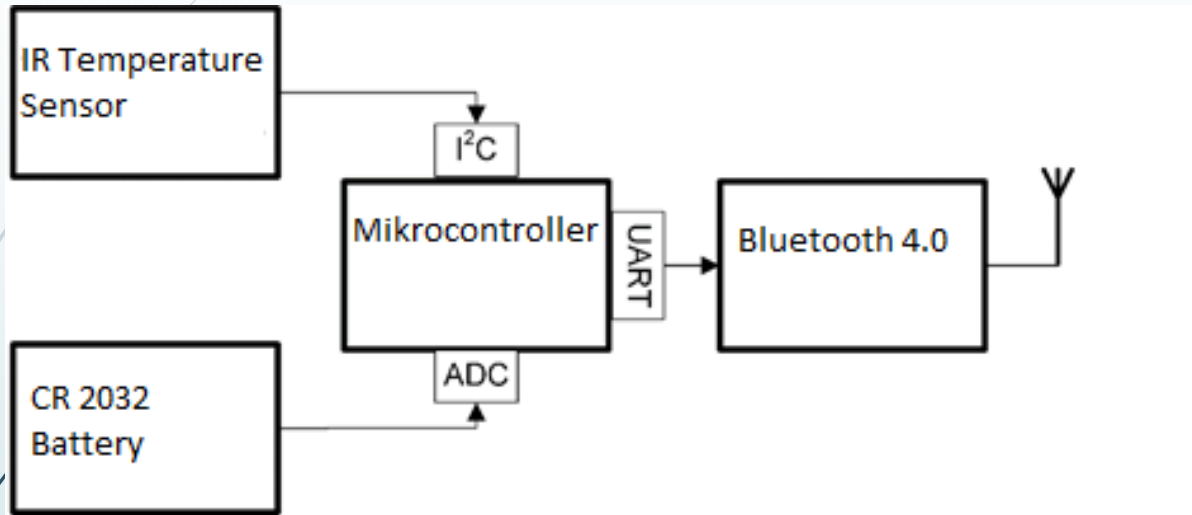 IR Temperature
Sensor
I²C
Mikrocontroller
UART
Bluetooth 4.0
ADC
CR 2032
Battery